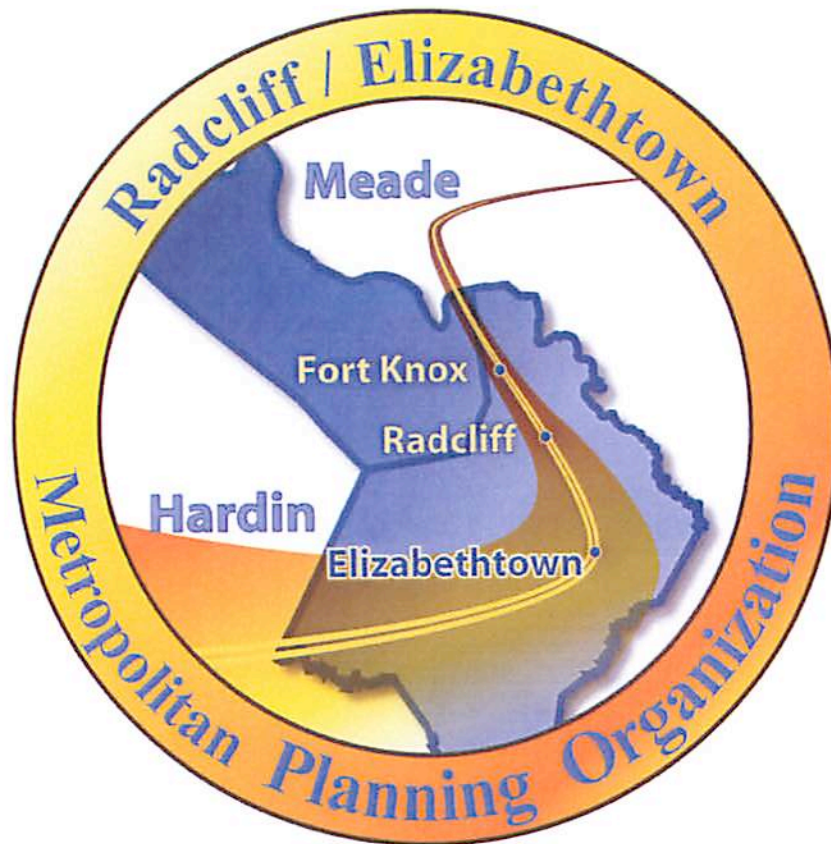 Radcliff / Elizabethtown
Meade
Fort Knox
Radcliff
Hardin
Elizabethtown
Metropolitan Planning Organization